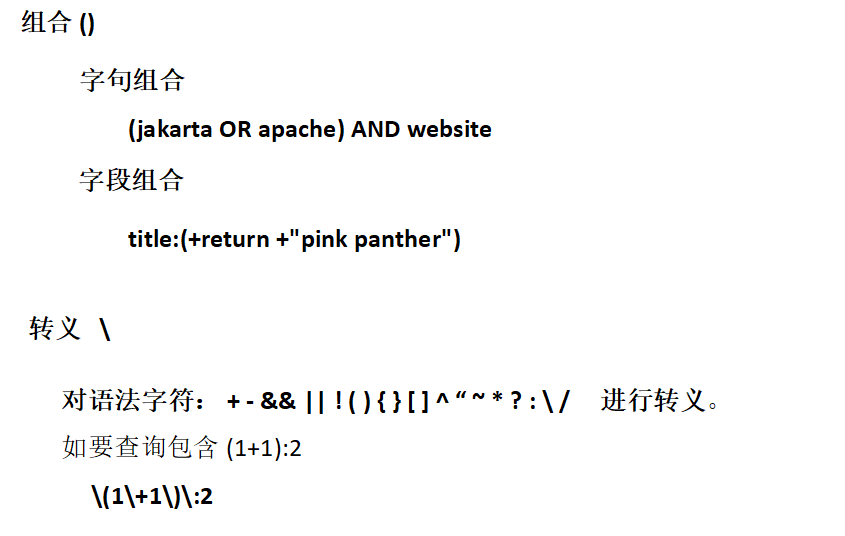 组合 ()
字句组合
(jakarta OR apache) AND website
字段组合
title:(+return +"pink panther")
转义 \
对语法字符： + - && || ! ( ) { } [ ] ^ “ ~ * ? : \ / 进行转义。
如要查询包含 (1+1):2
\(1\+1\)\:2